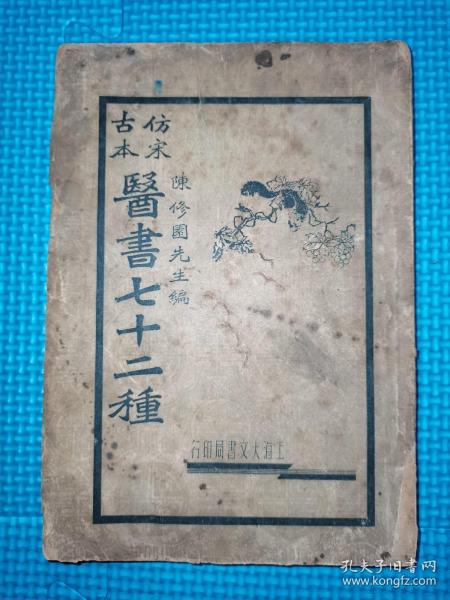 仿宋
古本
醫書七十二種
陳修園先生編
上海大文書局印行
孔夫子旧书网
www.kongfz.com